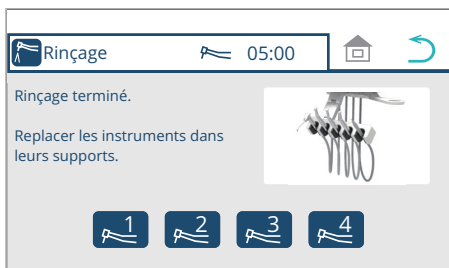 Rinçage 05:00
Rinçage terminé.
Replacer les instruments dans
leurs supports.
1 2 3 4